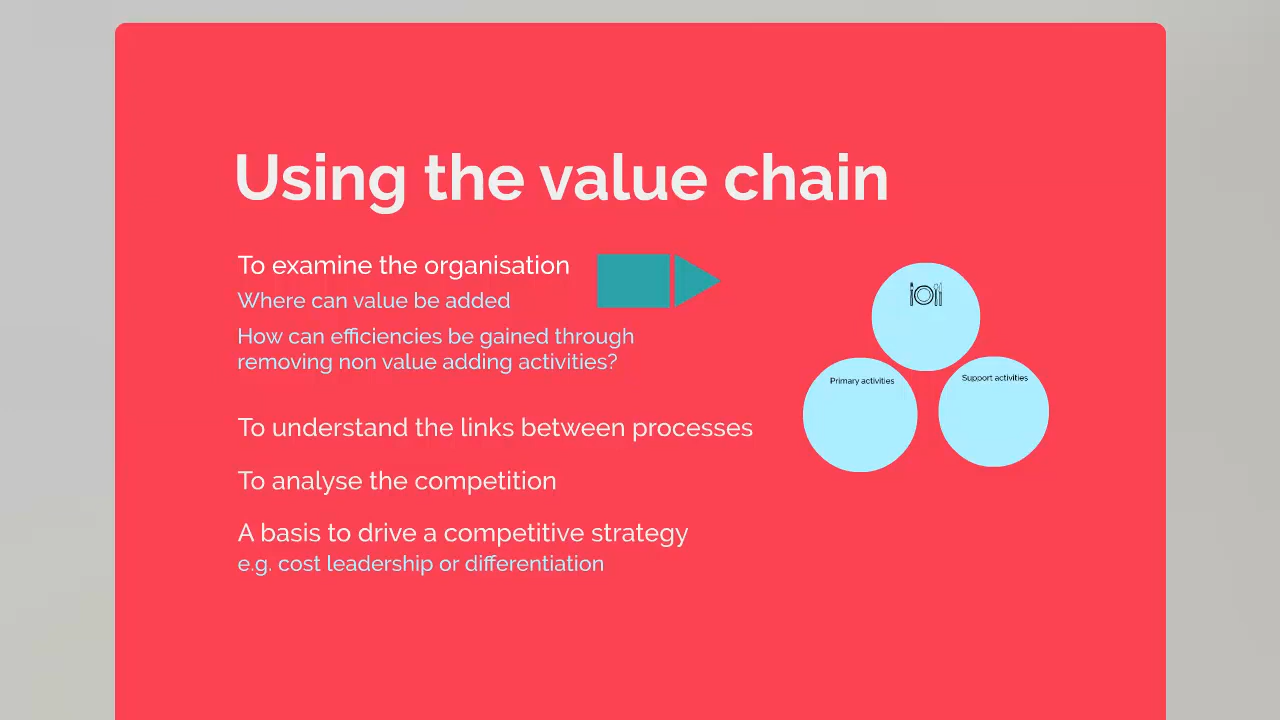 Using the value chain
To examine the organisation
Where can value be added
How can efficiencies be gained through
removing non value adding activities?
To understand the links between processes
To analyse the competition
A basis to drive a competitive strategy
e.g. cost leadership or differentiation
Primary activities
Support activities